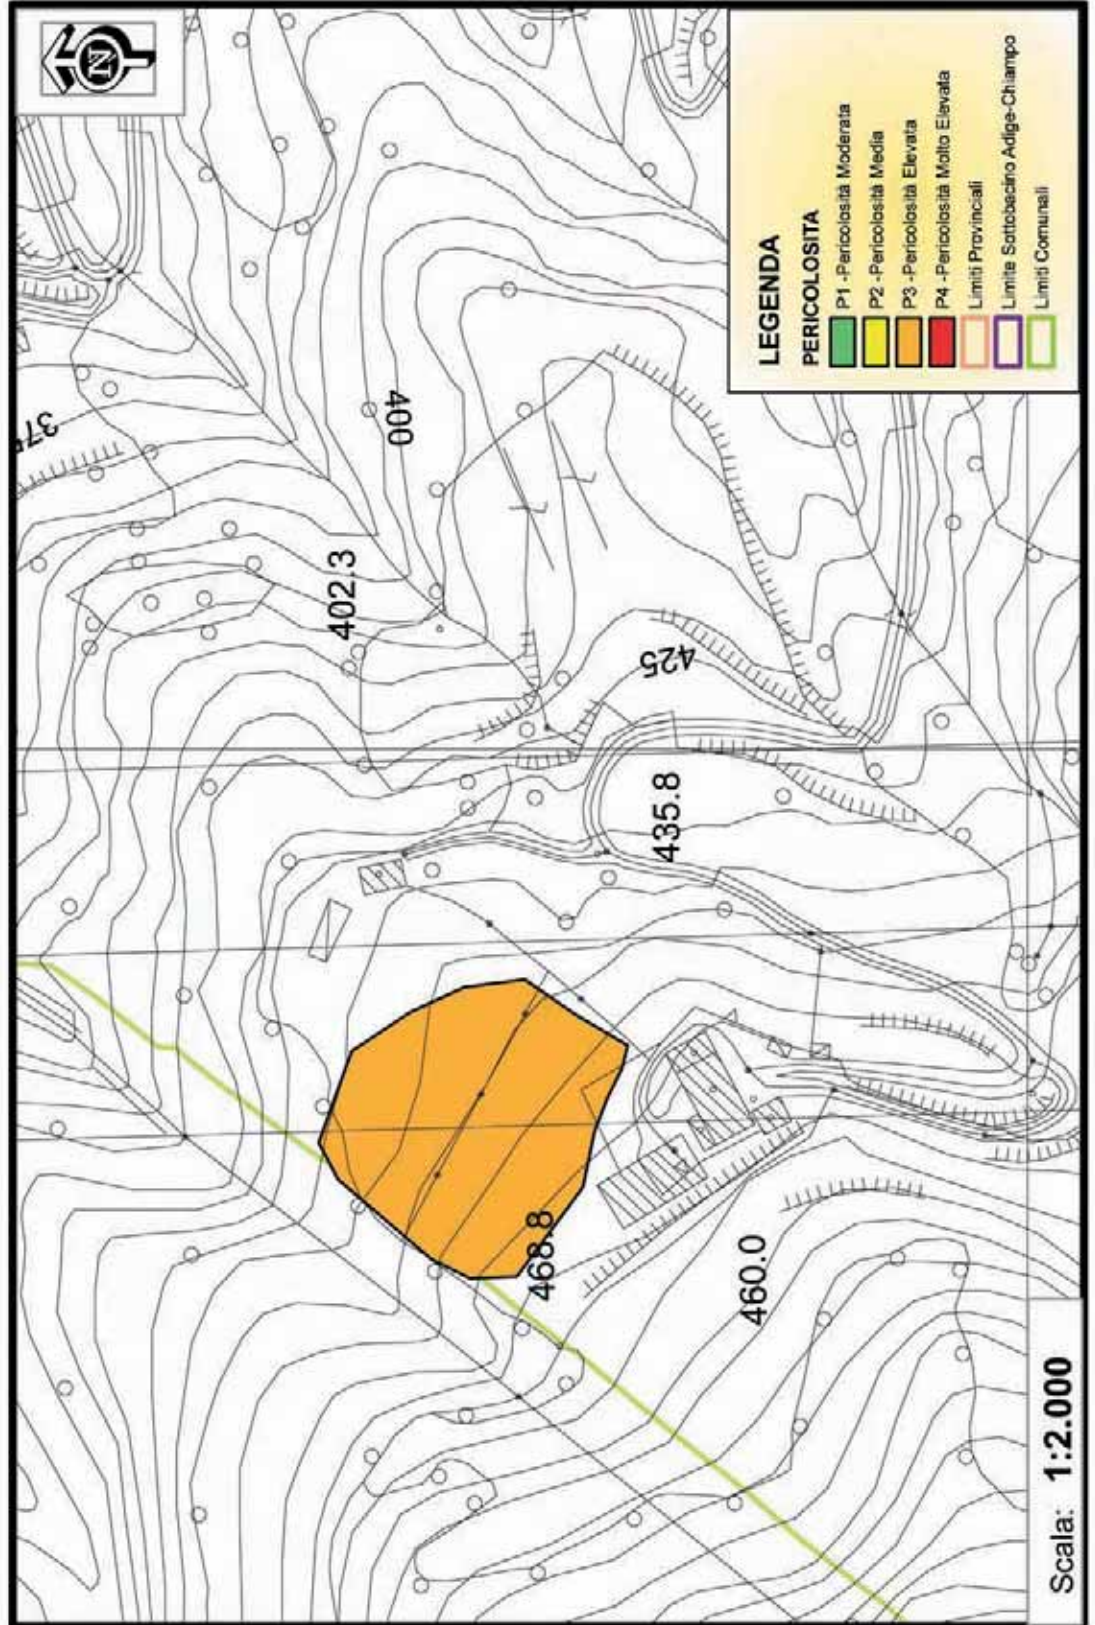 N
375
400
402.3
425
435.8
468.8
460.0
LEGENDA
PERICOLOSITA
P1 -Pericolosità Moderata
P2 -Pericolosità Media
P3 -Pericolosità Elevata
P4 -Pericolosità Molto Elevata
Limiti Provinciali
Limite Sottobacino Adige-Chiampo
Limiti Comunali
Scala: 1:2.000